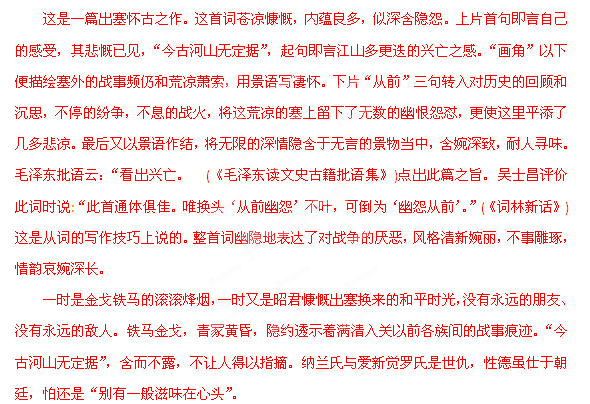 这是一篇出塞怀古之作。这首词苍凉慷慨，内蕴良多，似深含隐怨。上片首句即言自己
的感受，其悲慨已见，“今古河山无定据”，起句即言江山多更迭的兴亡之感。“画角”以下
便描绘塞外的战事频仍和荒凉萧索，用景语写凄怀。下片“从前”三句转入对历史的回顾和
沉思，不停的纷争，不息的战火，将这荒凉的塞上留下了无数的幽恨怨怼，更使这里平添了
几多悲凉。最后又以景语作结，将无限的深情隐含于无言的景物当中，含婉深致，耐人寻味。
毛泽东批语云：“看出兴亡。 (《毛泽东读文史古籍批语集》)点出此篇之旨。吴士昌评价
此词时说:“此首通体俱佳。唯换头‘从前幽怨’不叶，可倒为‘幽怨从前’。”(《词林新话》)
这是从词的写作技巧上说的。整首词幽隐地表达了对战争的厌恶，风格清新婉丽，不事雕琢，
情韵哀婉深长。
一时是金戈铁马的滚滚烽烟，一时又是昭君慷慨出塞换来的和平时光，没有永远的朋友、
没有永远的敌人。铁马金戈，青冢黄昏，隐约透示着满清入关以前各族间的战事痕迹。“今
古河山无定据”，含而不露，不让人得以指摘。纳兰氏与爱新觉罗氏是世仇，性德虽仕于朝
廷，怕还是“别有一般滋味在心头”。